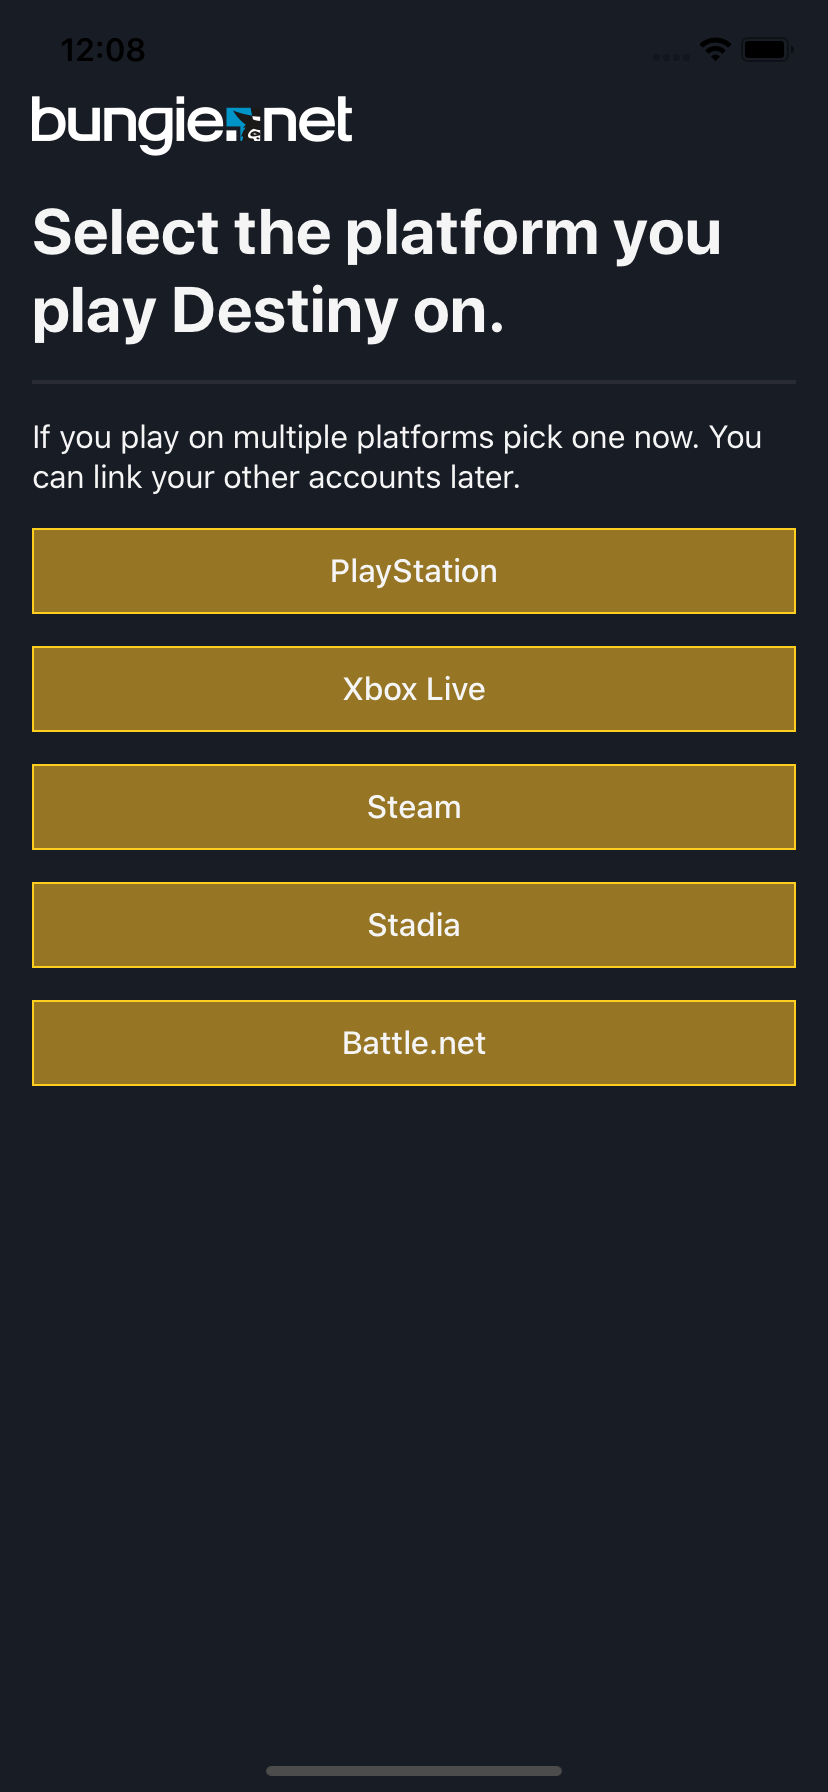 12:08
bungie.net
Select the platform you
play Destiny on.
If you play on multiple platforms pick one now. You
can link your other accounts later.
PlayStation
Xbox Live
Steam
Stadia
Battle.net